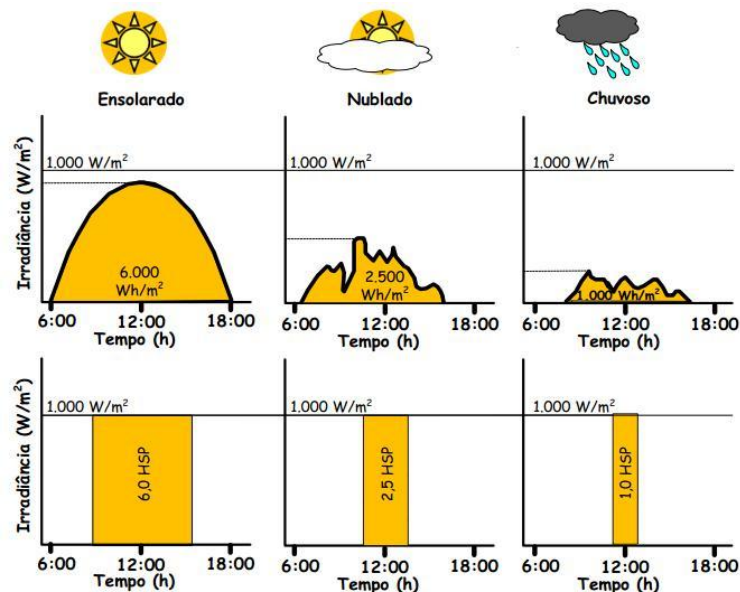 Ensolarado
Nublado
Chuvoso
Irradiância (W/m²)
1.000 W/m²
6.000
Wh/m²
6:00 12:00 18:00
Tempo (h)
1.000 W/m²
2.500
Wh/m²
6:00 12:00 18:00
Tempo (h)
1.000 W/m²
1.000 Wh/m²
6:00 12:00 18:00
Tempo (h)
Irradiância (W/m²)
1.000 W/m²
6,0 HSP
6:00 12:00 18:00
Tempo (h)
1.000 W/m²
2,5 HSP
6:00 12:00 18:00
Tempo (h)
1.000 W/m²
1,0 HSP
6:00 12:00 18:00
Tempo (h)